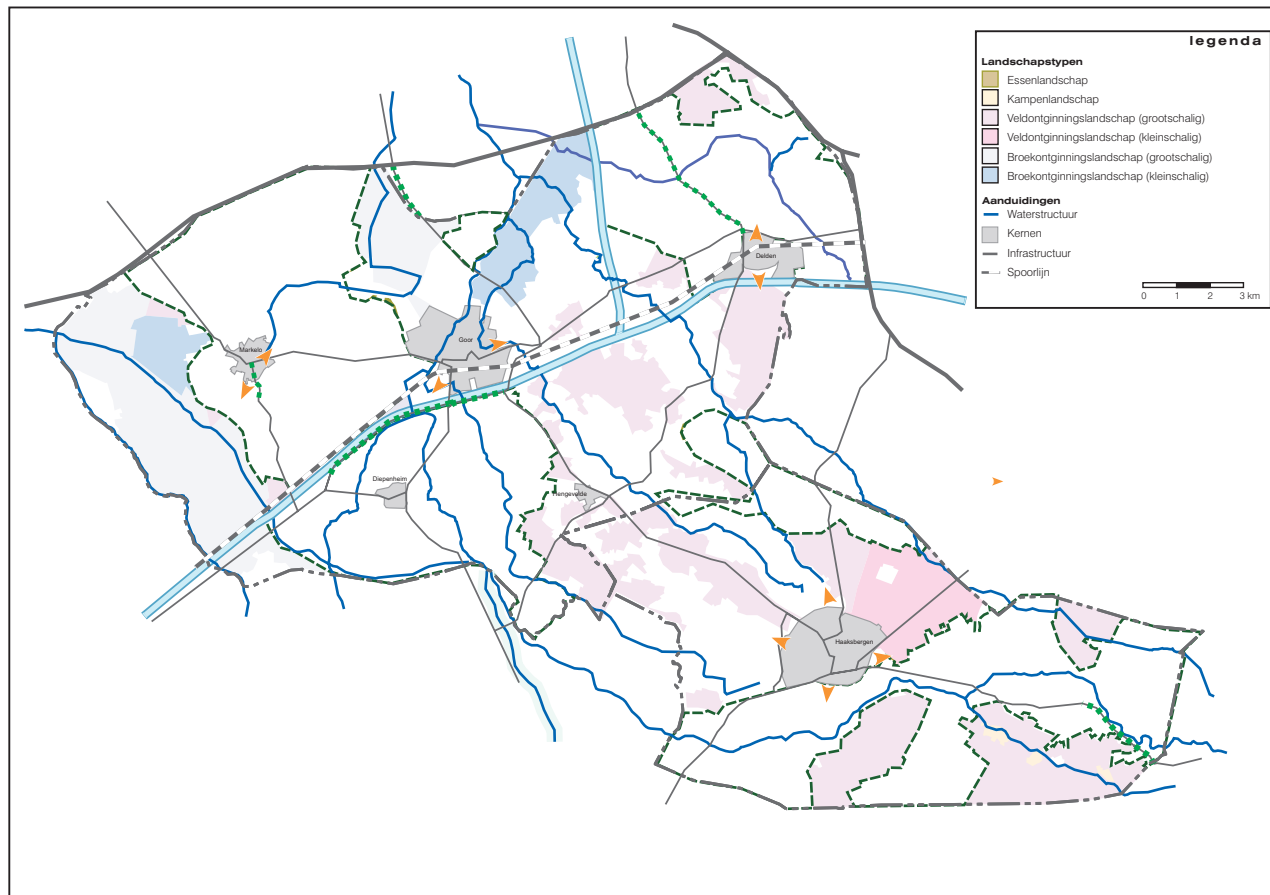 legenda
Landschapstypen
Essenlandschap
Kampenlandschap
Veldontginningslandschap (grootschalig)
Veldontginningslandschap (kleinschalig)
Broekontginningslandschap (grootschalig)
Broekontginningslandschap (kleinschalig)
Aanduidingen
Waterstructuur
Kernen
Infrastructuur
Spoorlijn
0 1 2 3 km
Delden
Goor
Markelo
Diepenheim
Hengevelde
Haaksbergen